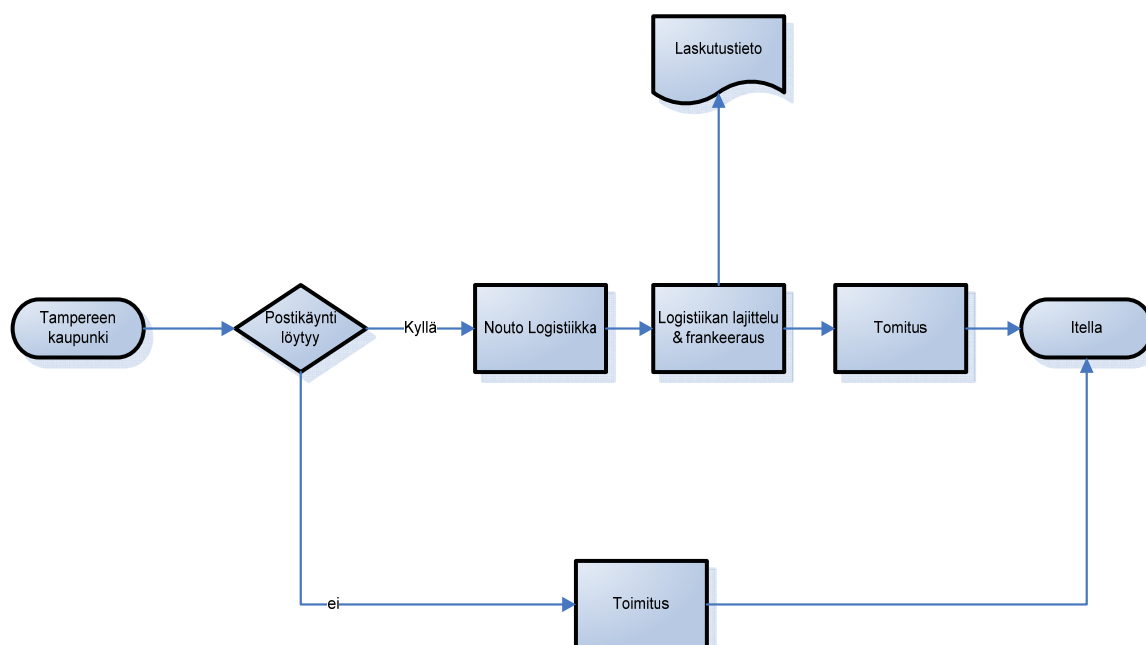 Laskutustieto
Tampereen
kaupunki
Postikäynti
löytyy
Kyllä
Nouto Logistiikka
Logistiikan lajittelu
& frankeeraus
Tomitus
Itella
ei
Toimitus